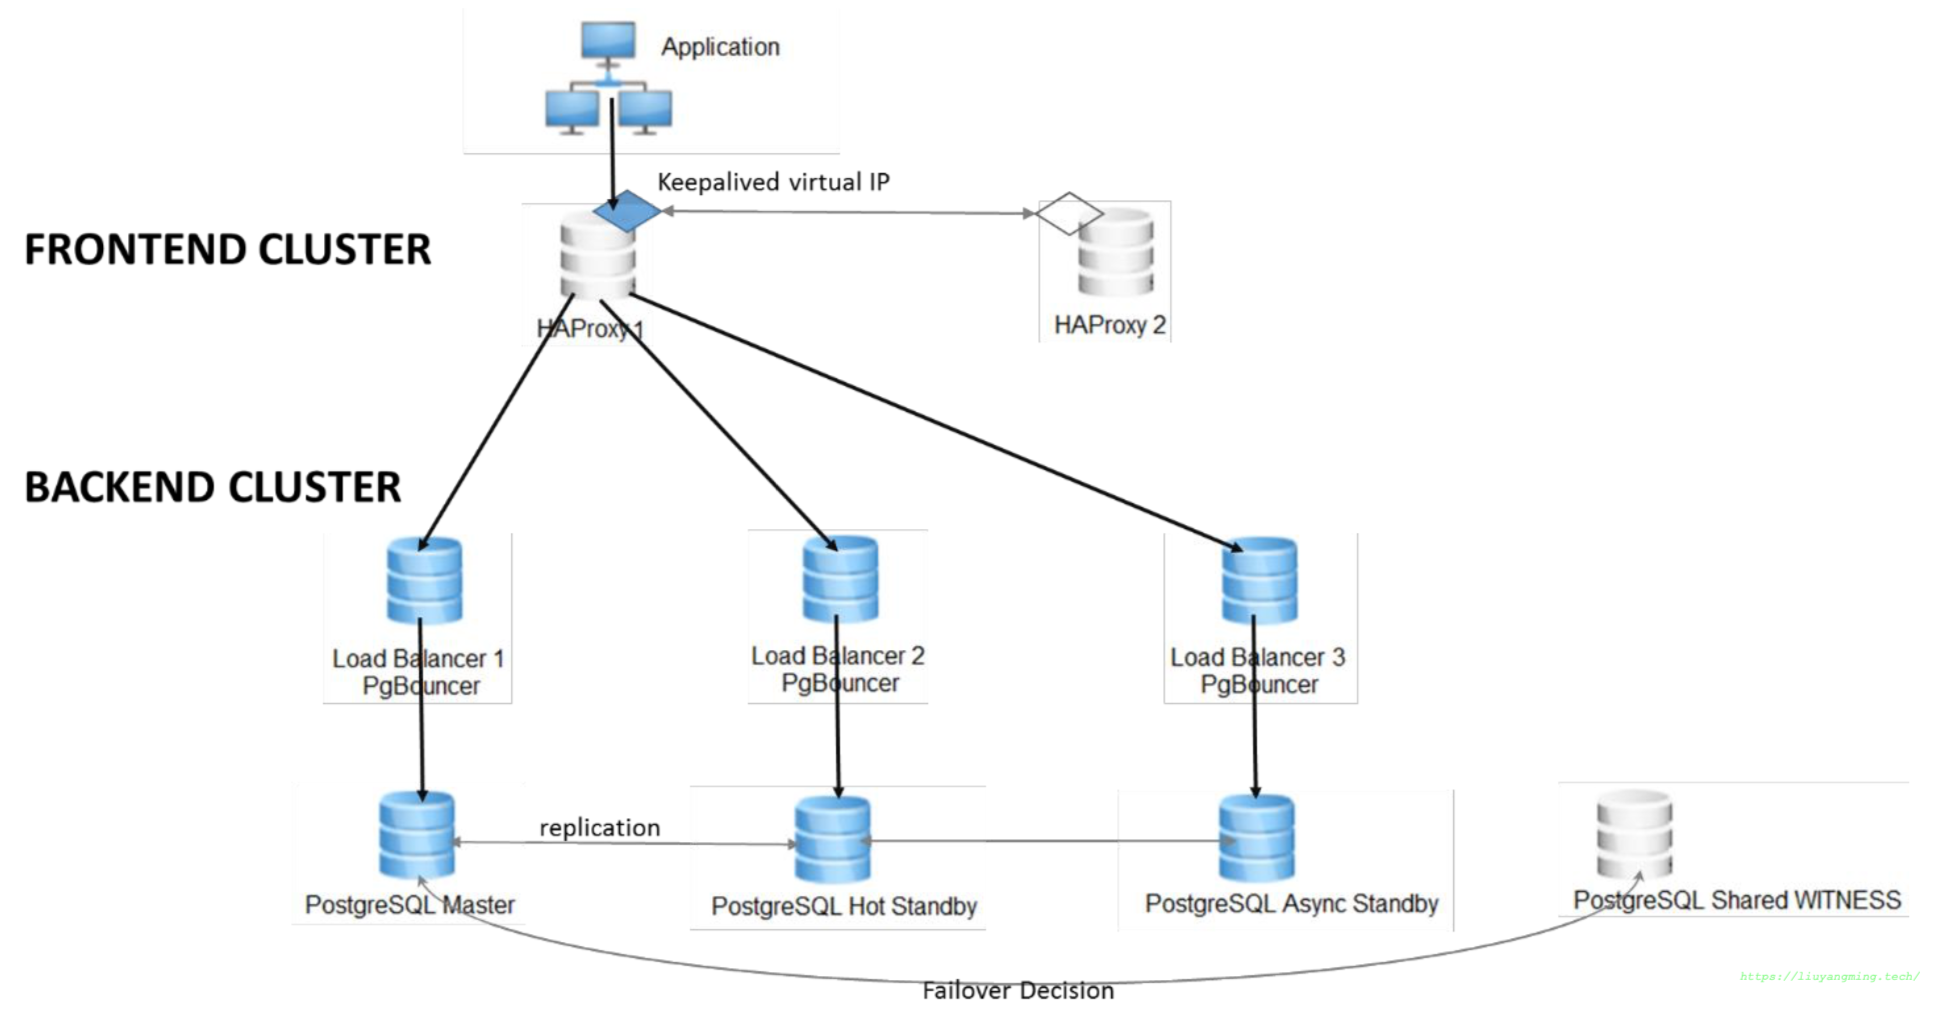 Application
Keepalived virtual IP
FRONTEND CLUSTER
HAProxy 1
HAProxy 2
BACKEND CLUSTER
Load Balancer 1
PgBouncer
Load Balancer 2
PgBouncer
Load Balancer 3
PgBouncer
replication
PostgreSQL Master
PostgreSQL Hot Standby
PostgreSQL Async Standby
PostgreSQL Shared WITNESS
Failover Decision
https://liuyangming.tech/